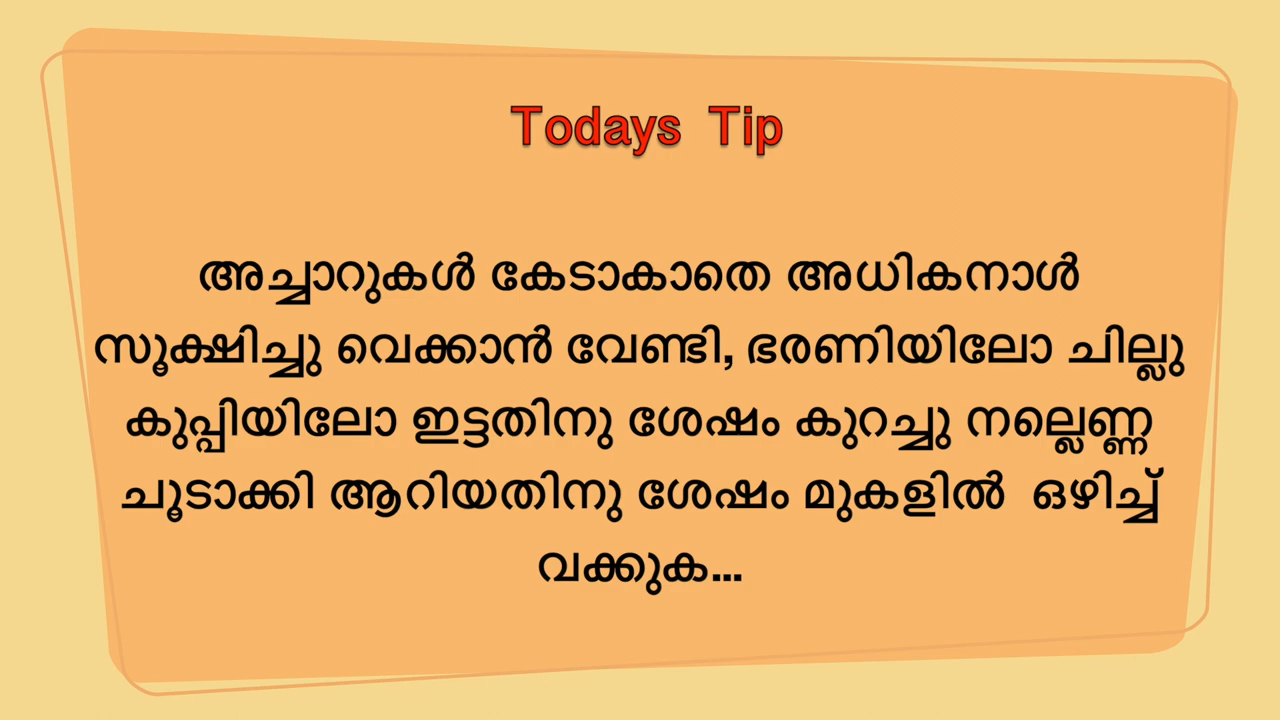 Todays Tip
അച്ചാറുകൾ കേടാകാതെ അധികനാൾ
സൂക്ഷിച്ചു വെക്കാൻ വേണ്ടി, ഭരണിയിലോ ചില്ലു
കുപ്പിയിലോ ഇട്ടതിനു ശേഷം കുറച്ചു നല്ലെണ്ണ
ചൂടാക്കി ആറിയതിനു ശേഷം മുകളിൽ ഒഴിച്ച്
വക്കുക...